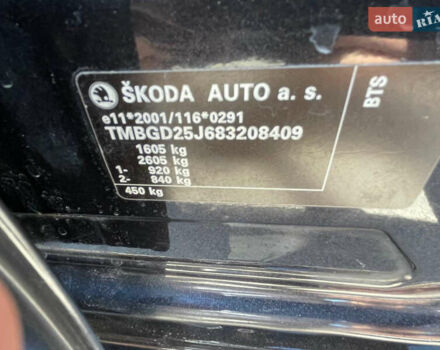 auto RIA
ŠKODA AUTO a. s.
e11*2001/116*0291
TMBGD25J683208409
1605 kg
2605 kg
1- 920 kg
2- 840 kg
450 kg
BTS